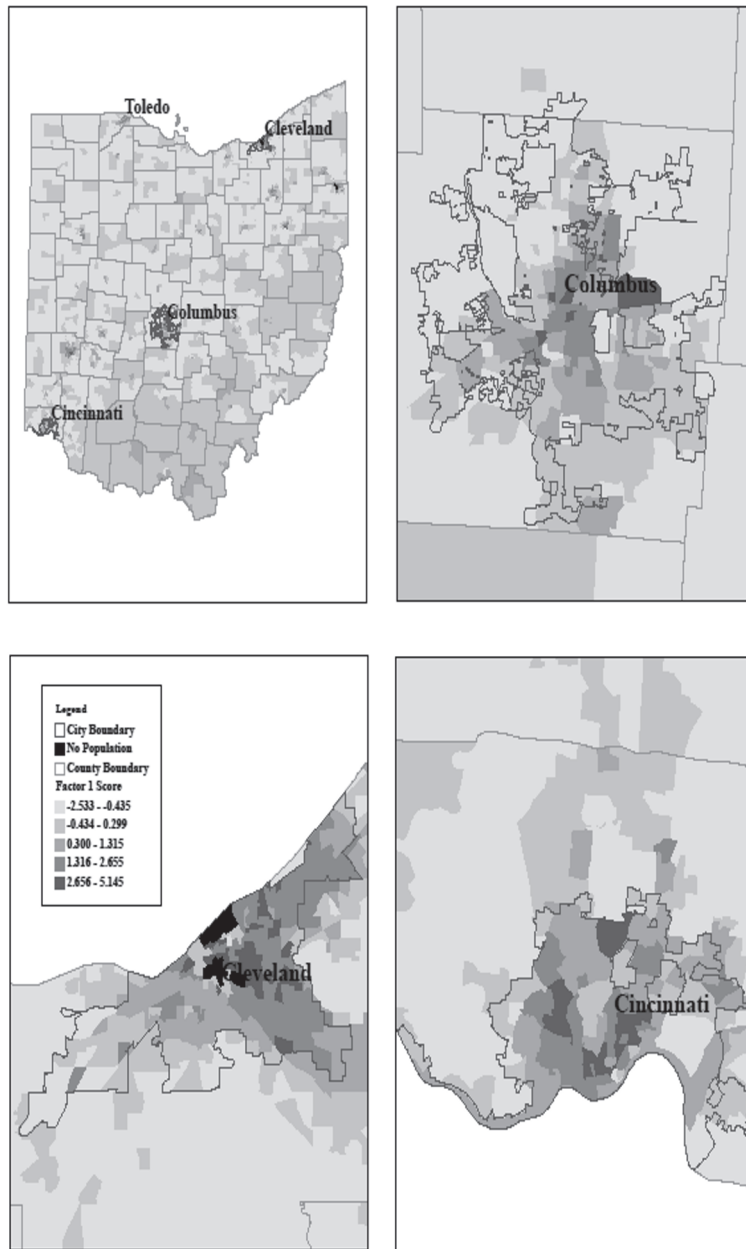 Toledo
Cleveland
Columbus
Cincinnati
Columbus
Legend
City Boundary
No Population
County Boundary
Factor 1 Score
-2.533 - -0.435
-0.434 - 0.299
0.300 - 1.315
1.316 - 2.655
2.656 - 5.145
Cleveland
Cincinnati